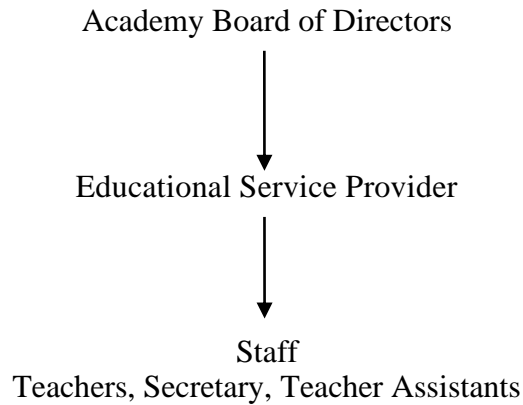 Academy Board of Directors
Educational Service Provider
Staff
Teachers, Secretary, Teacher Assistants